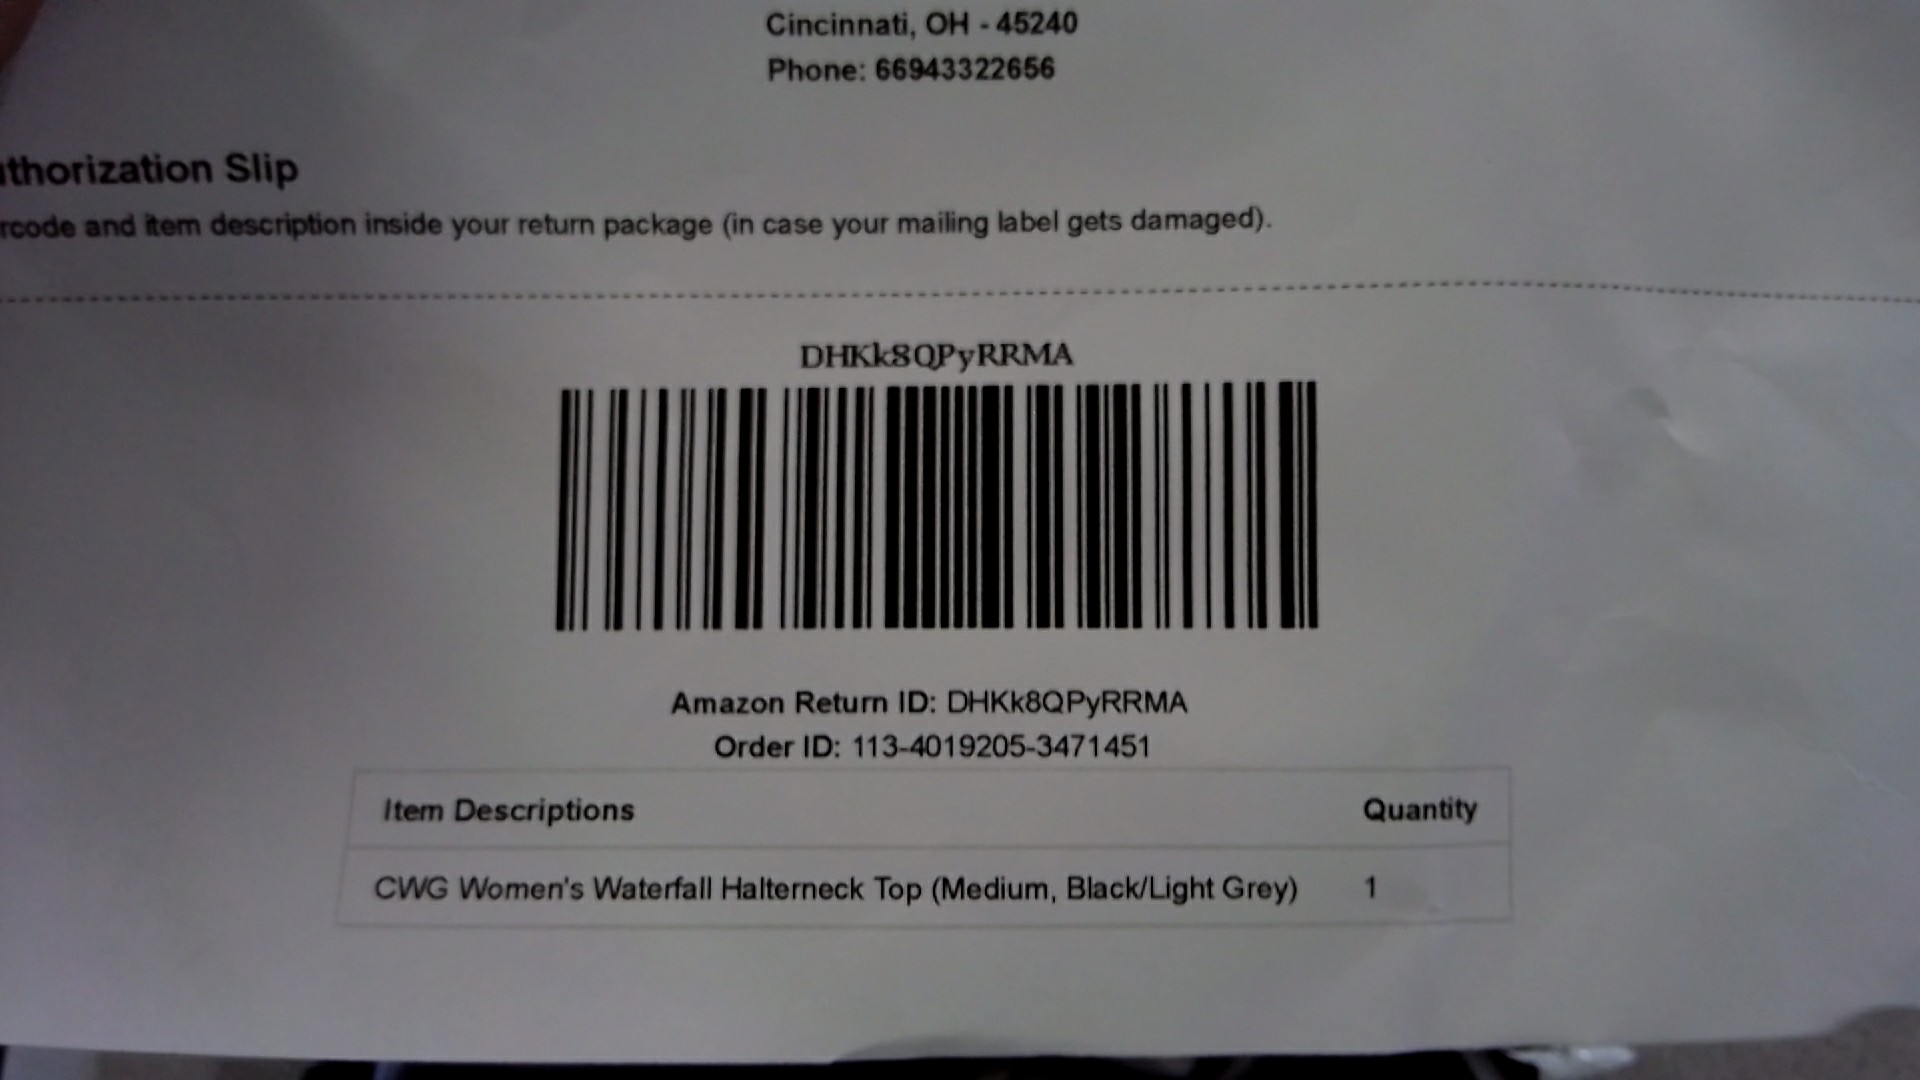 Cincinnati, OH - 45240
Phone: 66943322656
thorization Slip
rcode and item description inside your return package (in case your mailing label gets damaged).
DHKk8QPyRRMA
Amazon Return ID: DHKk8QPyRRMA
Order ID: 113-4019205-3471451
Item Descriptions Quantity
CWG Women's Waterfall Halterneck Top (Medium, Black/Light Grey) 1